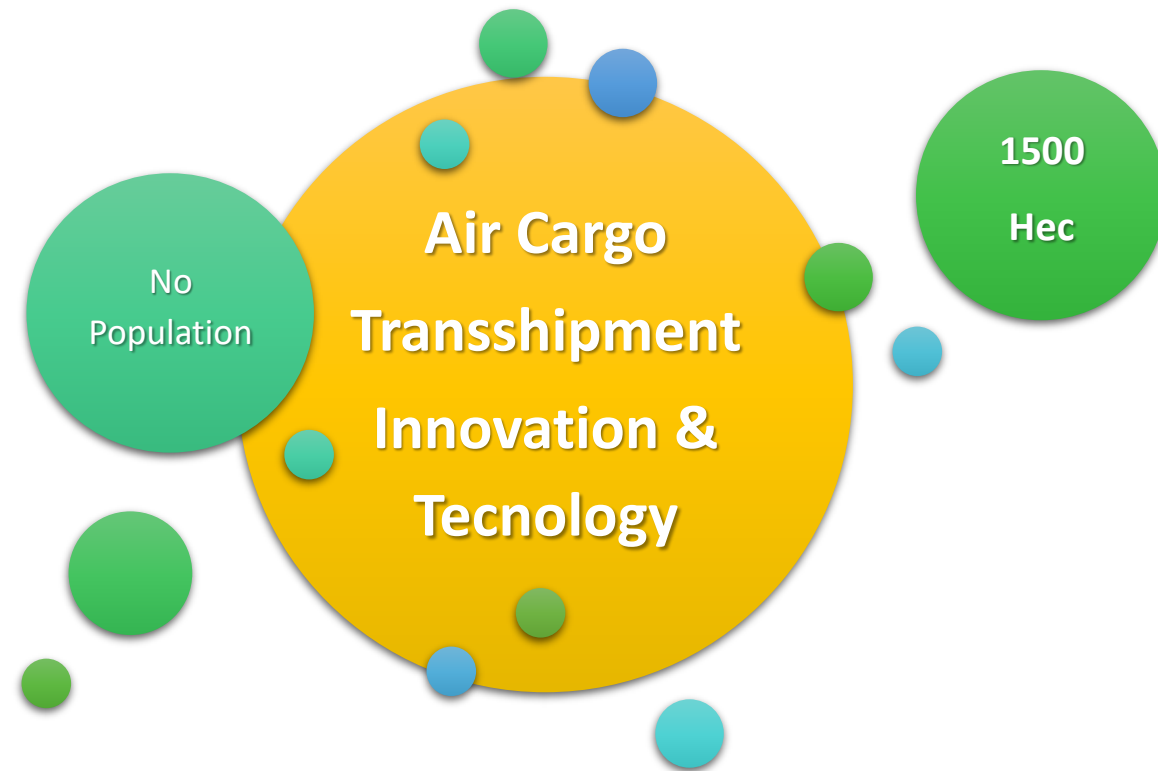 No
Population
Air Cargo
Transshipment
Innovation &
Tecnology
1500
Hec